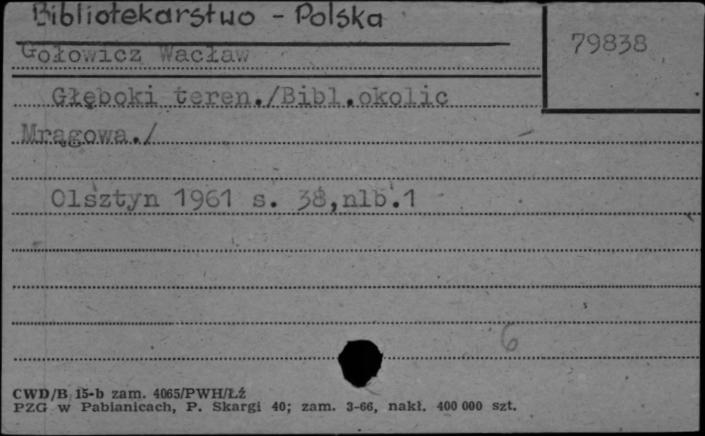 Bibliotekarstwo - Polska
79838
Gołowicz Wacław
Głęboki teren./Bibl.okolic
Mrągowa./
Olsztyn 1961 s. 38,nlb.1
6
CWD/B 15-b zam. 4065/PWH/Łź
PZG w Pabianicach, P. Skargi 40; zam. 3-66, nakł. 400 000 szt.